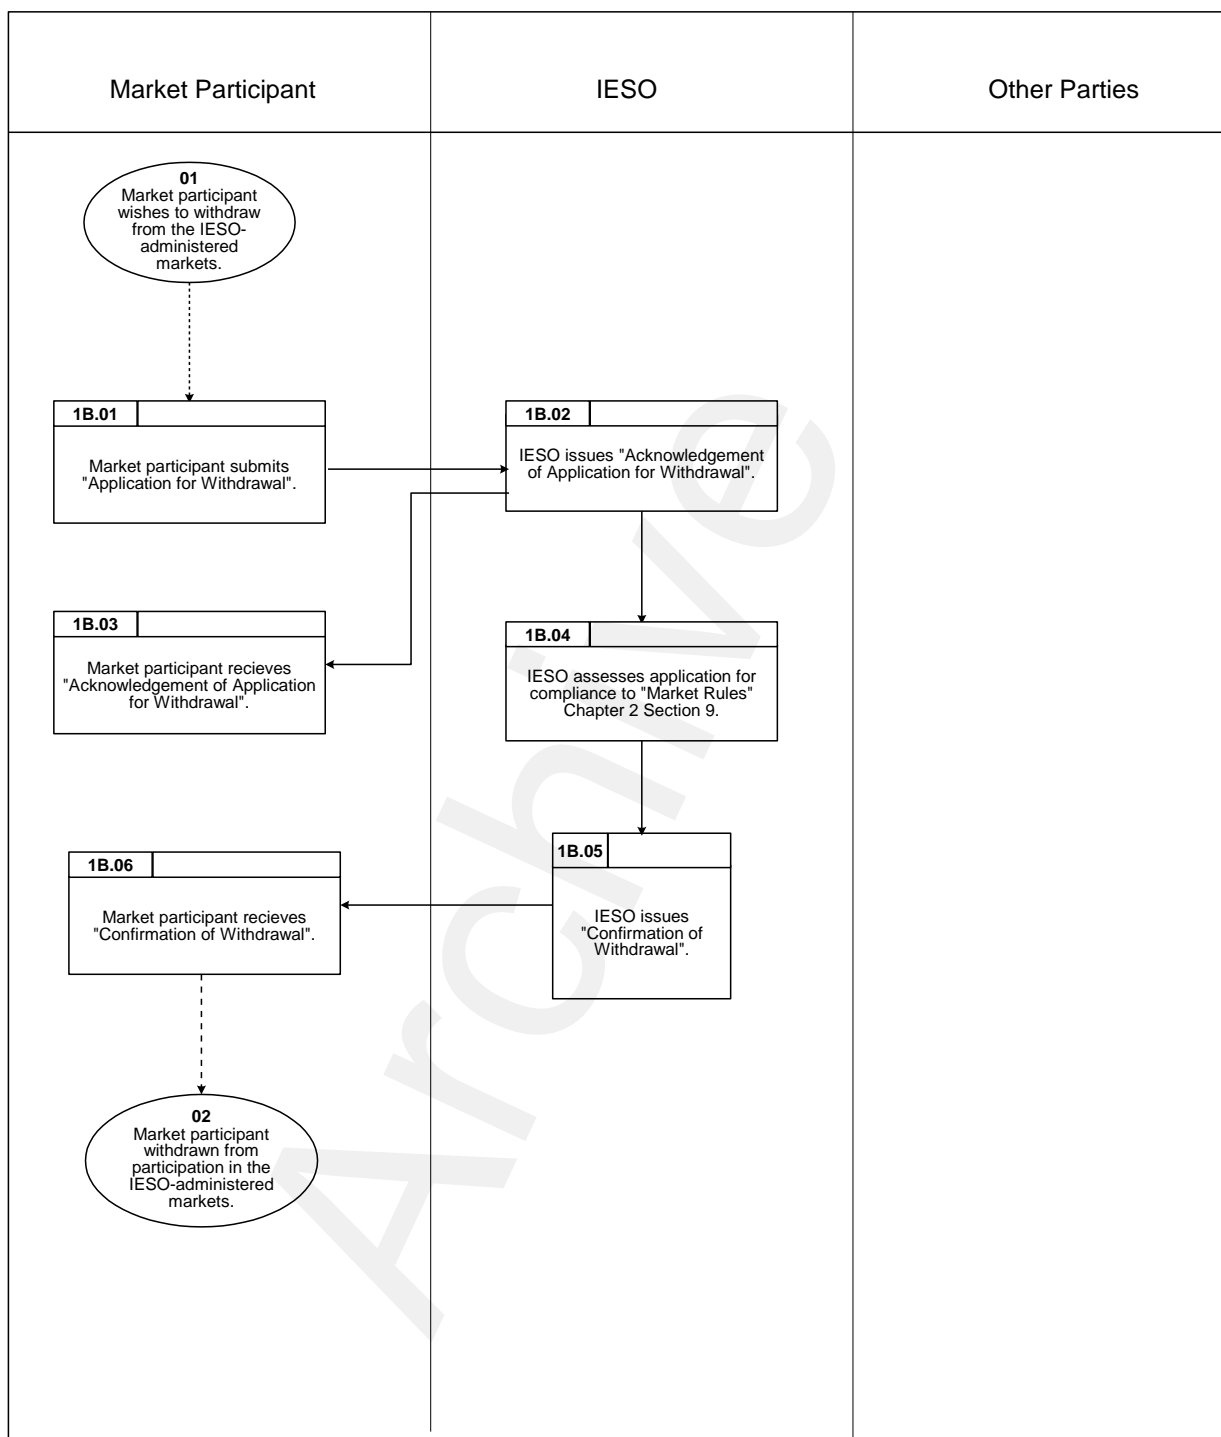 Market Participant
IESO
Other Parties
01
Market participant
wishes to withdraw
from the IESO-
administered
markets.
1B.01
Market participant submits
"Application for Withdrawal".
1B.02
IESO issues "Acknowledgement
of Application for Withdrawal".
1B.03
Market participant recieves
"Acknowledgement of Application
for Withdrawal".
1B.04
IESO assesses application for
compliance to "Market Rules"
Chapter 2 Section 9.
1B.05
IESO issues
"Confirmation of
Withdrawal".
1B.06
Market participant recieves
"Confirmation of Withdrawal".
02
Market participant
withdrawn from
participation in the
IESO-administered
markets.
Archive